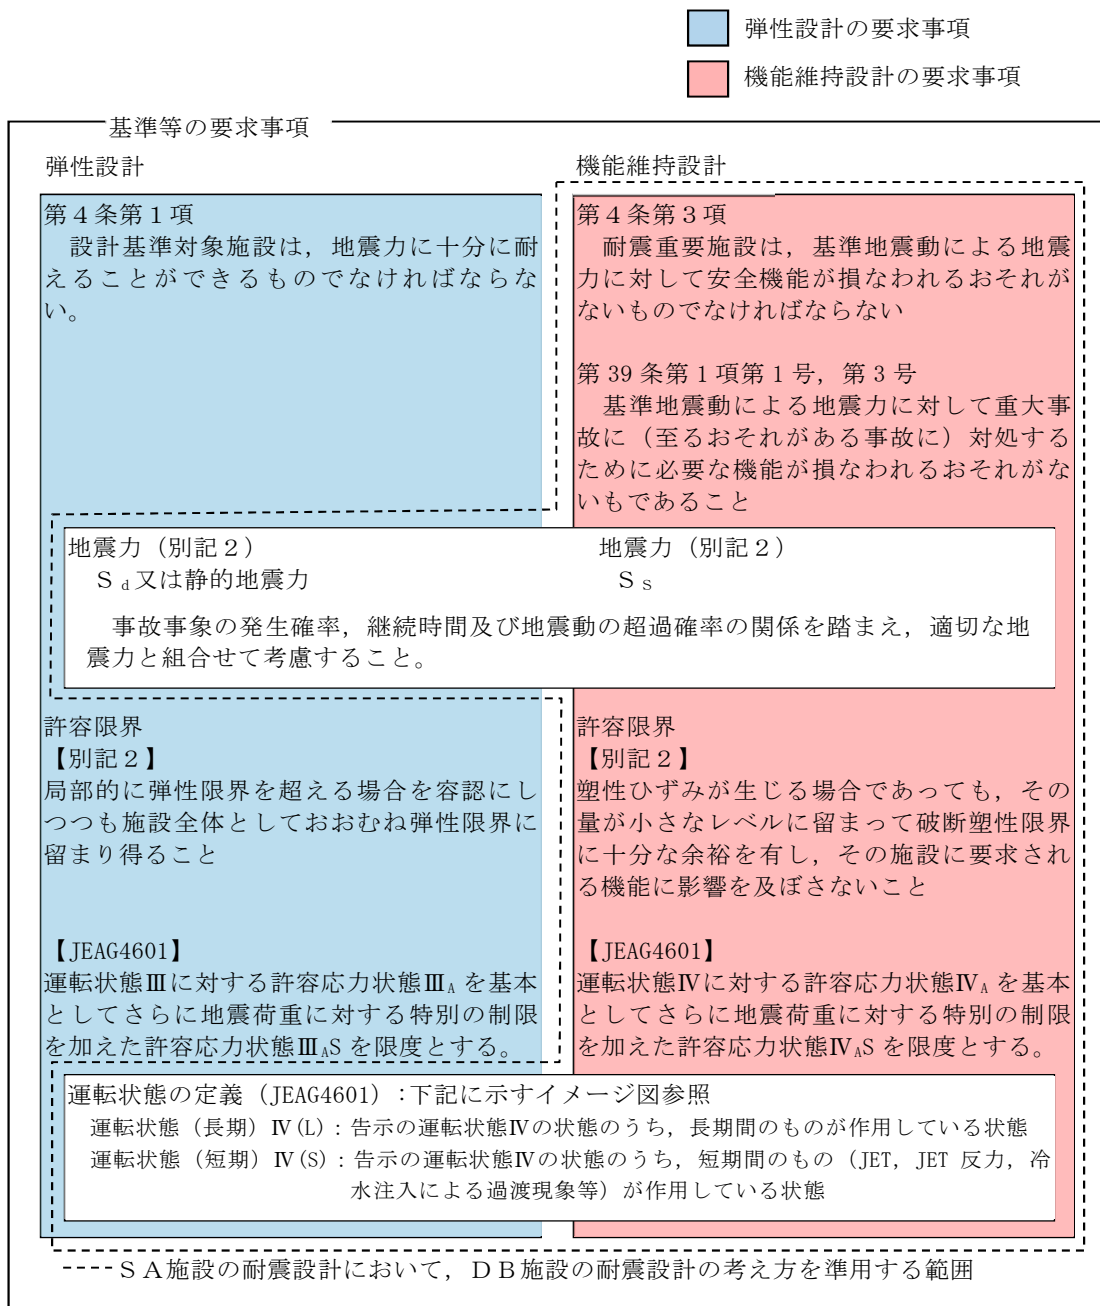 弾性設計の要求事項
機能維持設計の要求事項
基準等の要求事項
弾性設計
第４条第１項
　設計基準対象施設は，地震力に十分に耐
えることができるものでなければならな
い。
機能維持設計
第４条第３項
　耐震重要施設は，基準地震動による地震
力に対して安全機能が損なわれるおそれが
ないものでなければならない
第 39 条第１項第１号，第３号
　基準地震動による地震力に対して重大事
故に（至るおそれがある事故に）対処する
ために必要な機能が損なわれるおそれがな
いもであること
地震力（別記２）
Ｓd又は静的地震力
地震力（別記２）
Ｓs
　事故事象の発生確率，継続時間及び地震動の超過確率の関係を踏まえ，適切な地
震力と組合せて考慮すること。
許容限界
【別記２】
局部的に弾性限界を超える場合を容認にし
つつも施設全体としておおむね弾性限界に
留まり得ること
【JEAG4601】
運転状態Ⅲに対する許容応力状態ⅢA を基本
としてさらに地震荷重に対する特別の制限
を加えた許容応力状態ⅢAS を限度とする。
許容限界
【別記２】
塑性ひずみが生じる場合であっても，その
量が小さなレベルに留まって破断塑性限界
に十分な余裕を有し，その施設に要求され
る機能に影響を及ぼさないこと
【JEAG4601】
運転状態Ⅳに対する許容応力状態ⅣA を基本
としてさらに地震荷重に対する特別の制限
を加えた許容応力状態ⅣAS を限度とする。
運転状態の定義（JEAG4601）：下記に示すイメージ図参照
運転状態（長期）Ⅳ(L)：告示の運転状態Ⅳの状態のうち，長期間のものが作用している状態
運転状態（短期）Ⅳ(S)：告示の運転状態Ⅳの状態のうち，短期間のもの（JET，JET 反力，冷
水注入による過渡現象等）が作用している状態
ＳＡ施設の耐震設計において，ＤＢ施設の耐震設計の考え方を準用する範囲